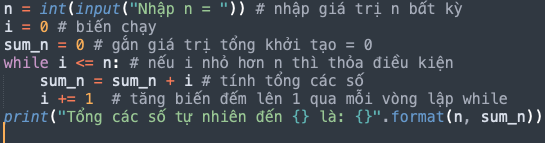 n = int(input("Nhập n = ")) # nhập giá trị n bất kỳ
i = 0 # biến chạy
sum_n = 0 # gắn giá trị tổng khởi tạo = 0
while i <= n: # nếu i nhỏ hơn n thì thỏa điều kiện
    sum_n = sum_n + i # tính tổng các số
    i += 1  # tăng biến đếm lên 1 qua mỗi vòng lập while
print("Tổng các số tự nhiên đến {} là: {}".format(n, sum_n))